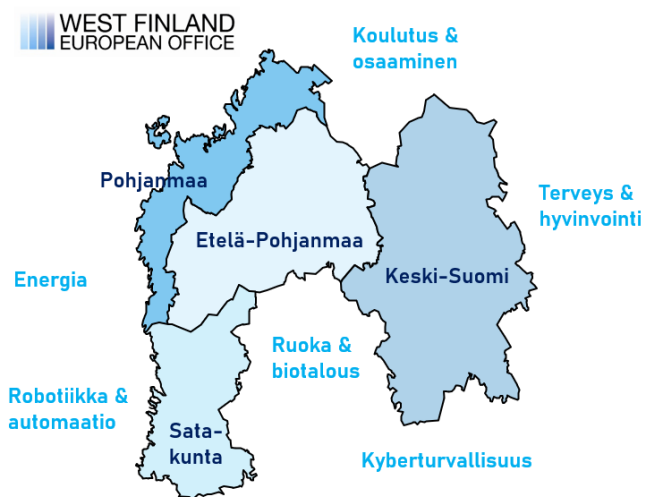 WEST FINLAND
EUROPEAN OFFICE
Koulutus &
osaaminen
Pohjanmaa
Terveys &
hyvinvointi
Etelä-Pohjanmaa
Keski-Suomi
Energia
Ruoka &
biotalous
Robotiikka &
automaatio
Sata-
kunta
Kyberturvallisuus